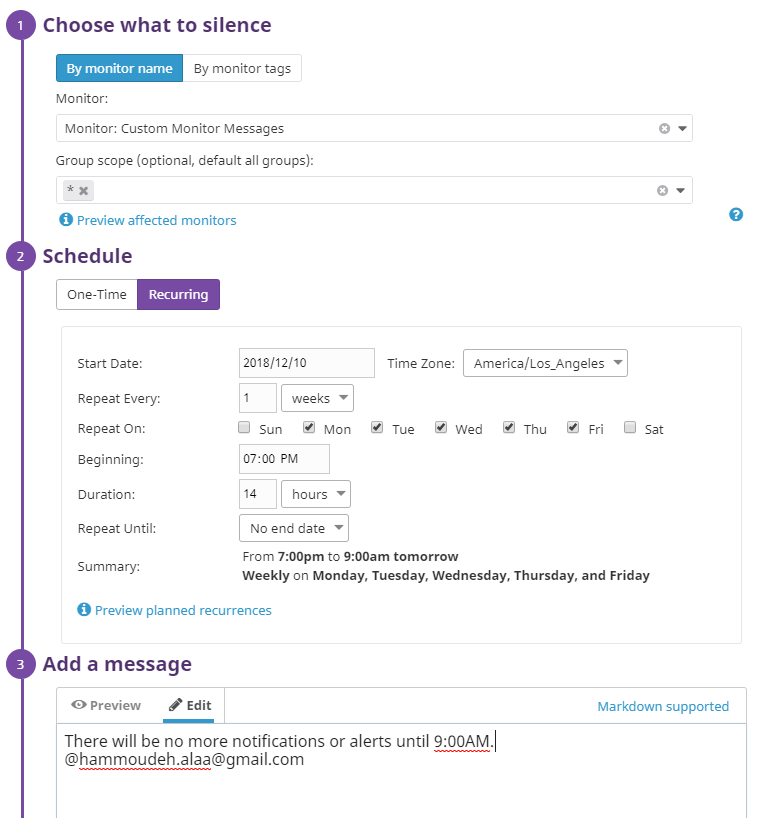 1 Choose what to silence
By monitor name By monitor tags
Monitor:
Monitor: Custom Monitor Messages
Group scope (optional, default all groups):
*
Preview affected monitors
2 Schedule
One-Time Recurring
Start Date: 2018/12/10 Time Zone: America/Los_Angeles
Repeat Every: 1 weeks
Repeat On: Sun Mon Tue Wed Thu Fri Sat
Beginning: 07:00 PM
Duration: 14 hours
Repeat Until: No end date
Summary: From 7:00pm to 9:00am tomorrow
Weekly on Monday, Tuesday, Wednesday, Thursday, and Friday
Preview planned recurrences
3 Add a message
Preview Edit Markdown supported
There will be no more notifications or alerts until 9:00AM.
@hammoudeh.alaa@gmail.com